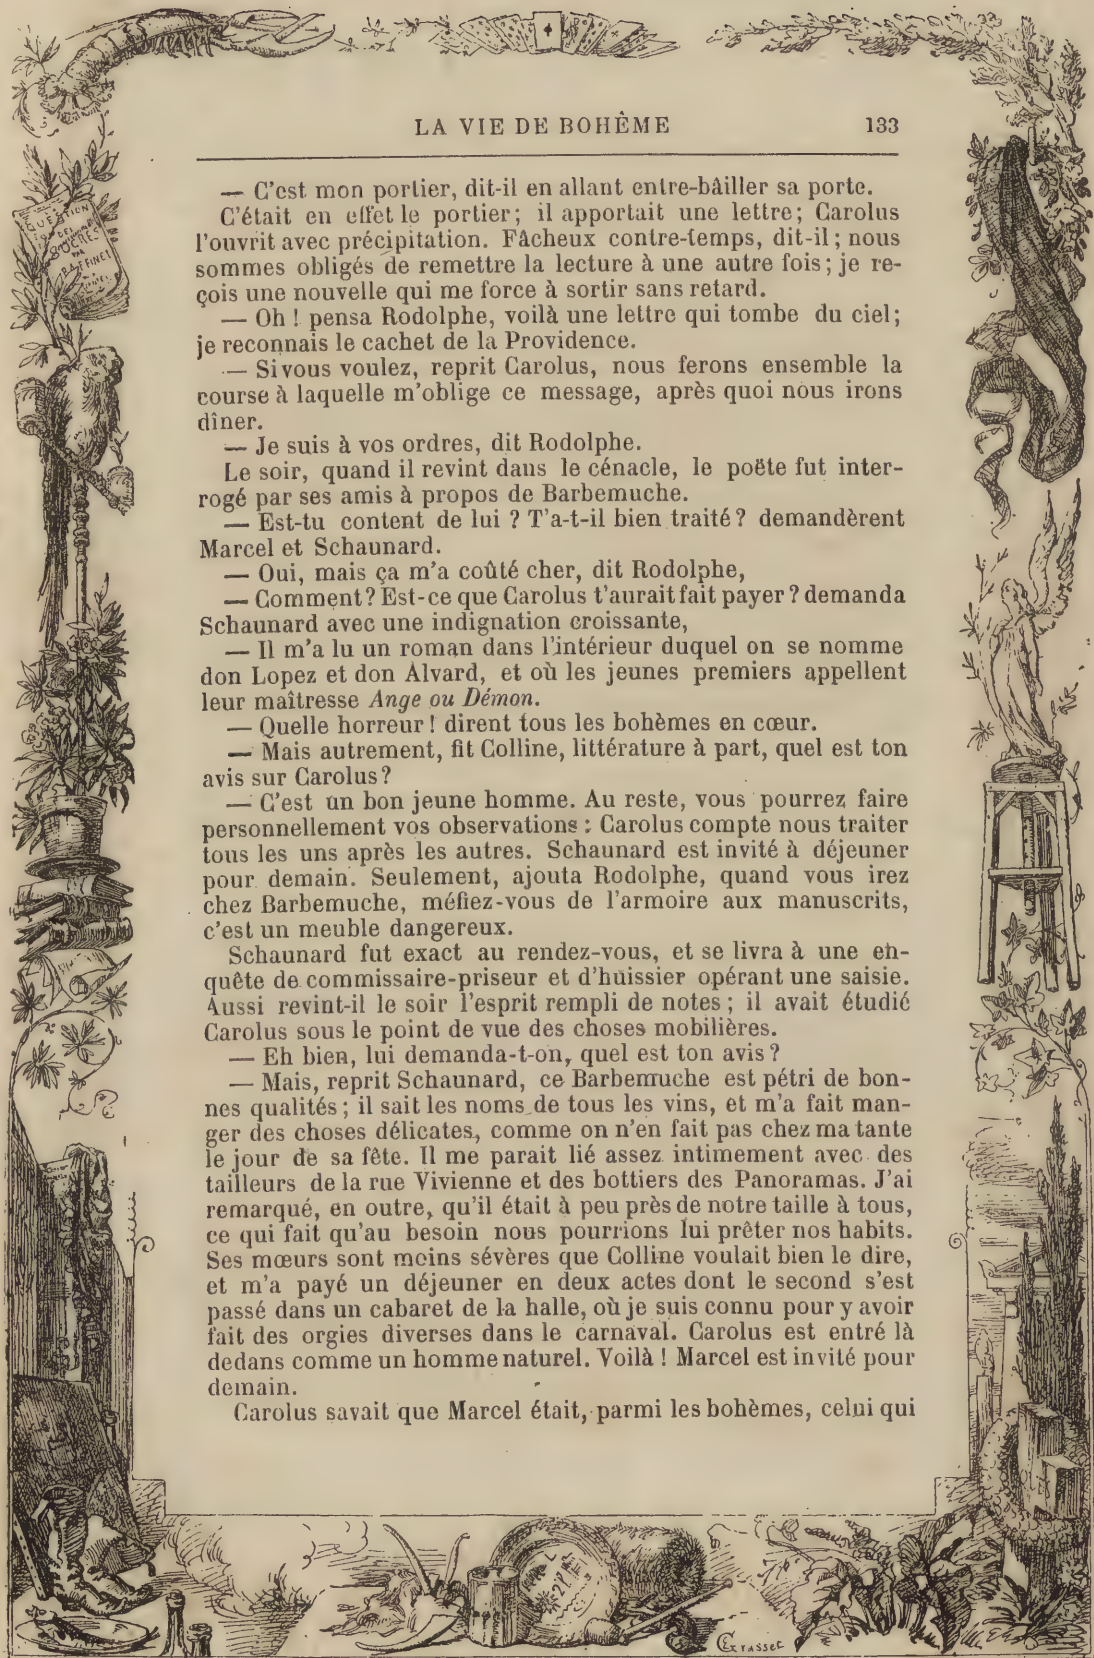 LA VIE DE BOHÊME 133
— C'est mon portier, dit-il en allant entre-bâiller sa porte.
C'était en effet le portier; il apportait une lettre; Carolus
l'ouvrit avec précipitation. Fâcheux contre-temps, dit-il; nous
sommes obligés de remettre la lecture à une autre fois; je re-
çois une nouvelle qui me force à sortir sans retard.
— Oh! pensa Rodolphe, voilà une lettre qui tombe du ciel;
je reconnais le cachet de la Providence.
— Si vous voulez, reprit Carolus, nous ferons ensemble la
course à laquelle m'oblige ce message, après quoi nous irons
dîner.
— Je suis à vos ordres, dit Rodolphe.
Le soir, quand il revint dans le cénacle, le poëte fut inter-
rogé par ses amis à propos de Barbemuche.
— Est-tu content de lui ? T'a-t-il bien traité? demandèrent
Marcel et Schaunard.
— Oui, mais ça m'a coûté cher, dit Rodolphe,
— Comment? Est-ce que Carolus t'aurait fait payer? demanda
Schaunard avec une indignation croissante,
— Il m'a lu un roman dans l'intérieur duquel on se nomme
don Lopez et don Alvard, et où les jeunes premiers appellent
leur maîtresse Ange ou Démon.
— Quelle horreur! dirent tous les bohèmes en cœur.
— Mais autrement, fit Colline, littérature à part, quel est ton
avis sur Carolus?
— C'est un bon jeune homme. Au reste, vous pourrez faire
personnellement vos observations : Carolus compte nous traiter
tous les uns après les autres. Schaunard est invité à déjeuner
pour demain. Seulement, ajouta Rodolphe, quand vous irez
chez Barbemuche, méfiez-vous de l'armoire aux manuscrits,
c'est un meuble dangereux.
Schaunard fut exact au rendez-vous, et se livra à une en-
quête de commissaire-priseur et d'huissier opérant une saisie.
Aussi revint-il le soir l'esprit rempli de notes; il avait étudié
Carolus sous le point de vue des choses mobilières.
— Eh bien, lui demanda-t-on, quel est ton avis?
— Mais, reprit Schaunard, ce Barbemuche est pétri de bon-
nes qualités; il sait les noms de tous les vins, et m'a fait man-
ger des choses délicates, comme on n'en fait pas chez ma tante
le jour de sa fête. Il me parait lié assez intimement avec des
tailleurs de la rue Vivienne et des bottiers des Panoramas. J'ai
remarqué, en outre, qu'il était à peu près de notre taille à tous,
ce qui fait qu'au besoin nous pourrions lui prêter nos habits.
Ses mœurs sont moins sévères que Colline voulait bien le dire,
et m'a payé un déjeuner en deux actes dont le second s'est
passé dans un cabaret de la halle, où je suis connu pour y avoir
fait des orgies diverses dans le carnaval. Carolus est entré là
dedans comme un homme naturel. Voilà ! Marcel est invité pour
demain.
Carolus savait que Marcel était, parmi les bohèmes, celui qui